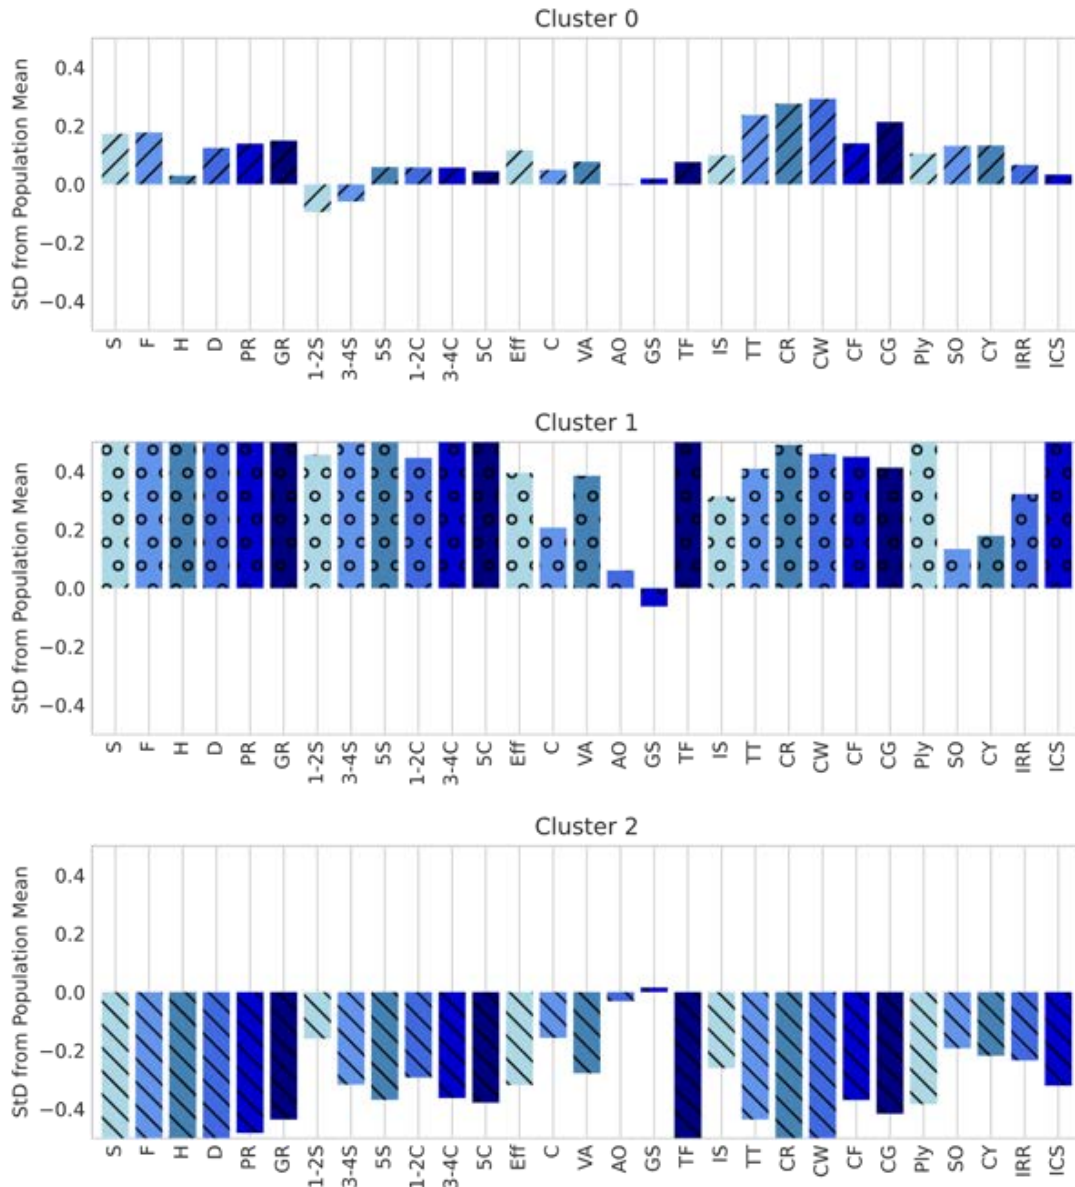 Cluster 0
StD from Population Mean
0.4
0.2
0.0
−0.2
−0.4
S F H D PR GR 1-2S 3-4S 5S 1-2C 3-4C 5C Eff C VA AO GS TF IS TT CR CW CF CG Ply SO CY IRR ICS
Cluster 1
StD from Population Mean
0.4
0.2
0.0
−0.2
−0.4
S F H D PR GR 1-2S 3-4S 5S 1-2C 3-4C 5C Eff C VA AO GS TF IS TT CR CW CF CG Ply SO CY IRR ICS
Cluster 2
StD from Population Mean
0.4
0.2
0.0
−0.2
−0.4
S F H D PR GR 1-2S 3-4S 5S 1-2C 3-4C 5C Eff C VA AO GS TF IS TT CR CW CF CG Ply SO CY IRR ICS